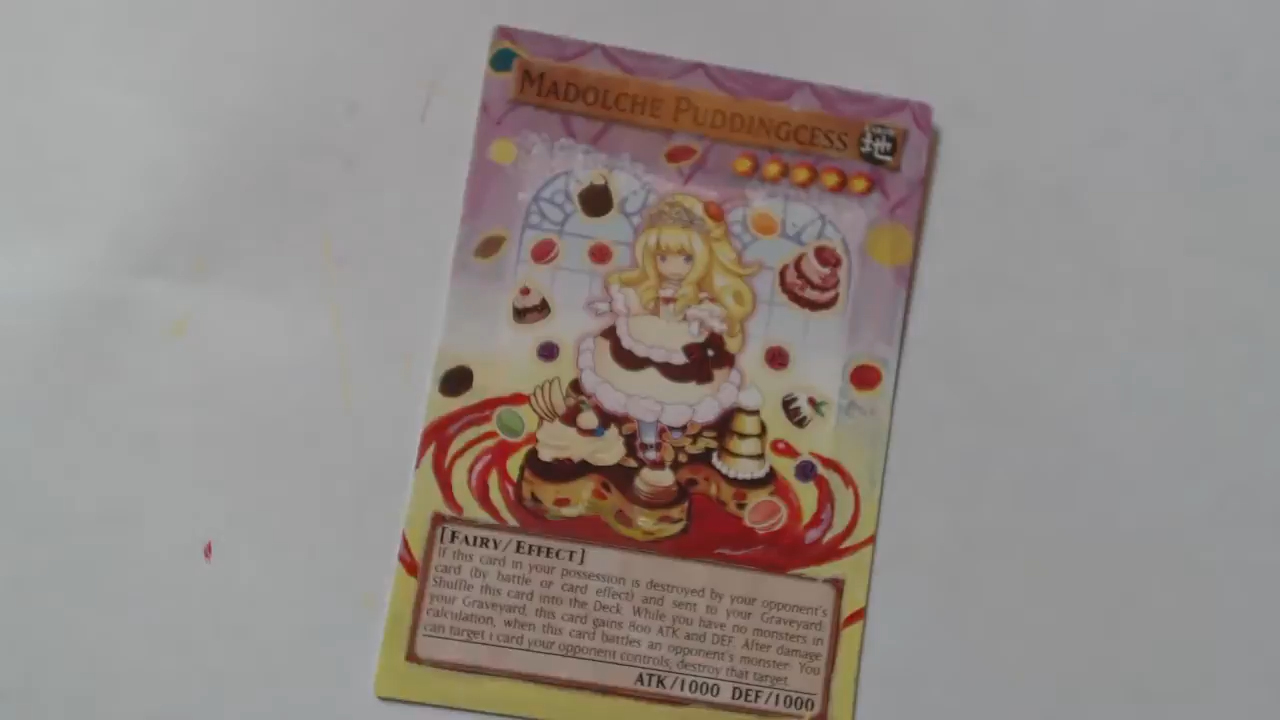 MADOLCHE PUDDINGCESS
地
[FAIRY/EFFECT]
If this card in your possession is destroyed by your opponent's
card (by battle or card effect) and sent to your Graveyard:
Shuffle this card into the Deck. While you have no monsters in
your Graveyard, this card gains 800 ATK and DEF. After damage
calculation, when this card battles an opponent's monster: You
can target 1 card your opponent controls; destroy that target.
ATK/1000 DEF/1000